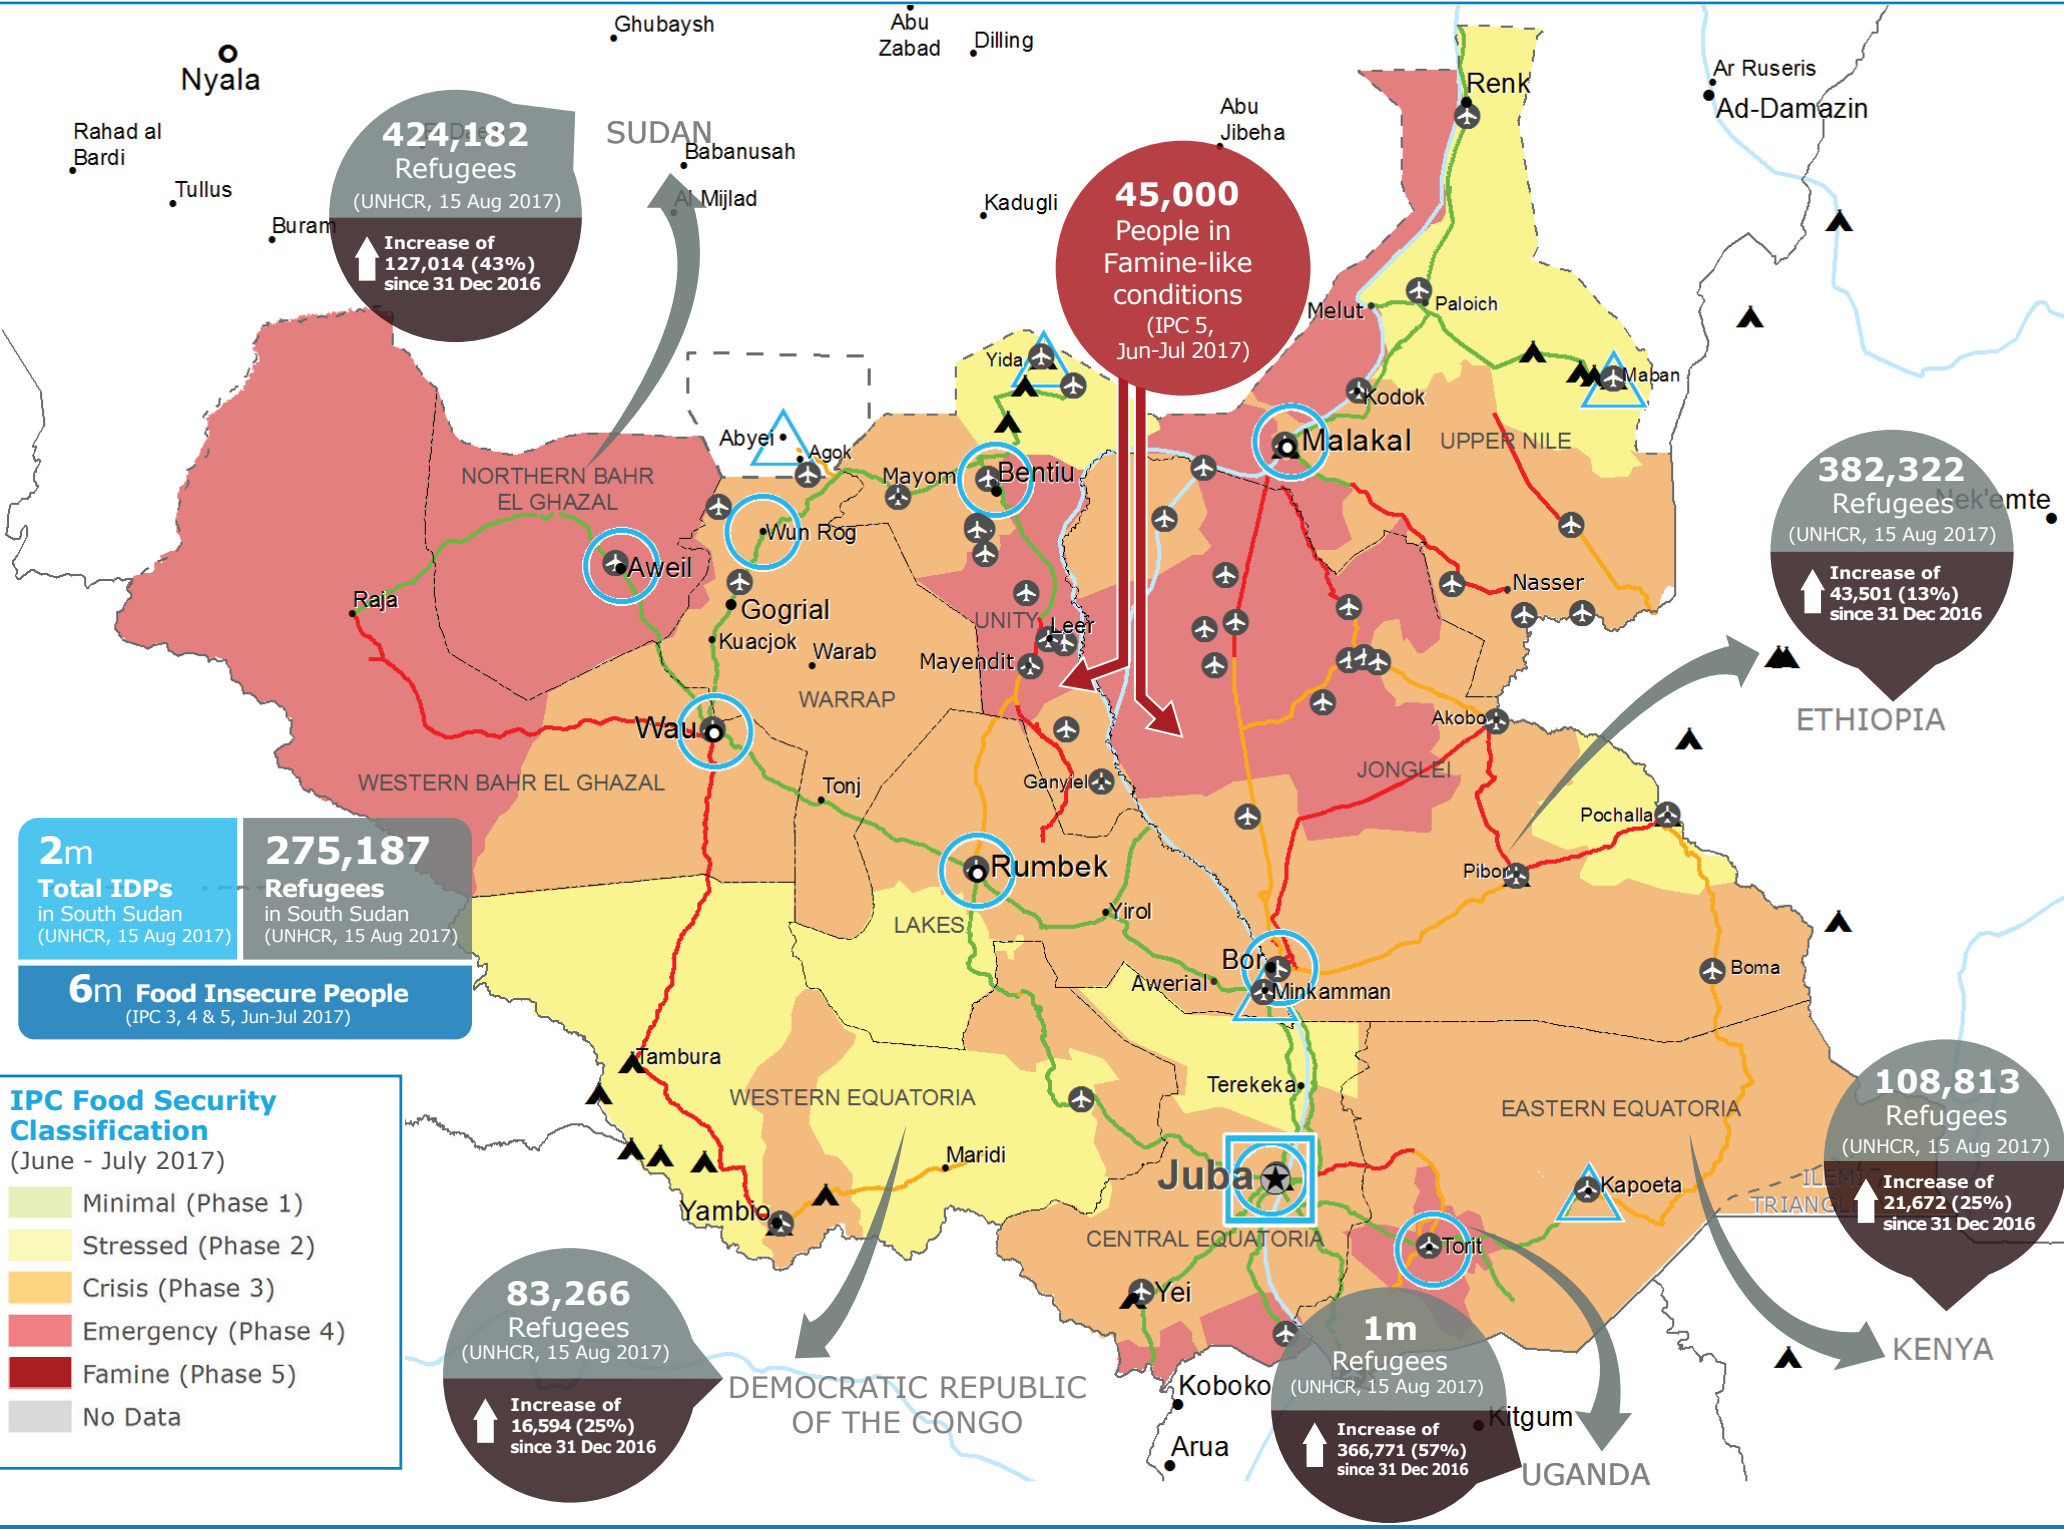 Ghubaysh
Abu
Zabad
Dilling
Nyala
Renk
Ar Ruseris
Ad-Damazin
Rahad al
Bardi
Tullus
Buram
424,182
Refugees
(UNHCR, 15 Aug 2017)
Increase of
127,014 (43%)
since 31 Dec 2016
SUDAN
Babanusah
Al Mijlad
Kadugli
Abu
Jibeha
45,000
People in
Famine-like
conditions
(IPC 5,
Jun-Jul 2017)
Melut
Paloich
Yida
Maban
Kodok
Abyei
Agok
Mayom
Bentiu
Malakal
UPPER NILE
382,322
Refugees
(UNHCR, 15 Aug 2017)
Increase of
43,501 (13%)
since 31 Dec 2016
Nek'emte
ETHIOPIA
NORTHERN BAHR
EL GHAZAL
Wun Rog
Aweil
Raja
Gogrial
Kuacjok
Warab
WARRAP
UNITY
Leer
Mayendit
Nasser
Akobo
Wau
WESTERN BAHR EL GHAZAL
Tonj
Ganyiel
JONGLEI
Pochalla
Pibor
2m
Total IDPs
in South Sudan
(UNHCR, 15 Aug 2017)
275,187
Refugees
in South Sudan
(UNHCR, 15 Aug 2017)
6m Food Insecure People
(IPC 3, 4 & 5, Jun-Jul 2017)
Rumbek
LAKES
Yirol
Bor
Awerial
Minkamman
Boma
Tambura
WESTERN EQUATORIA
Terekeka
EASTERN EQUATORIA
Maridi
Juba
Yambio
CENTRAL EQUATORIA
Kapoeta
Torit
Yei
108,813
Refugees
(UNHCR, 15 Aug 2017)
Increase of
21,672 (25%)
since 31 Dec 2016
KENYA
IPC Food Security
Classification
(June - July 2017)
Minimal (Phase 1)
Stressed (Phase 2)
Crisis (Phase 3)
Emergency (Phase 4)
Famine (Phase 5)
No Data
83,266
Refugees
(UNHCR, 15 Aug 2017)
Increase of
16,594 (25%)
since 31 Dec 2016
DEMOCRATIC REPUBLIC
OF THE CONGO
Koboko
Arua
1m
Refugees
(UNHCR, 15 Aug 2017)
Increase of
366,771 (57%)
since 31 Dec 2016
Kitgum
UGANDA